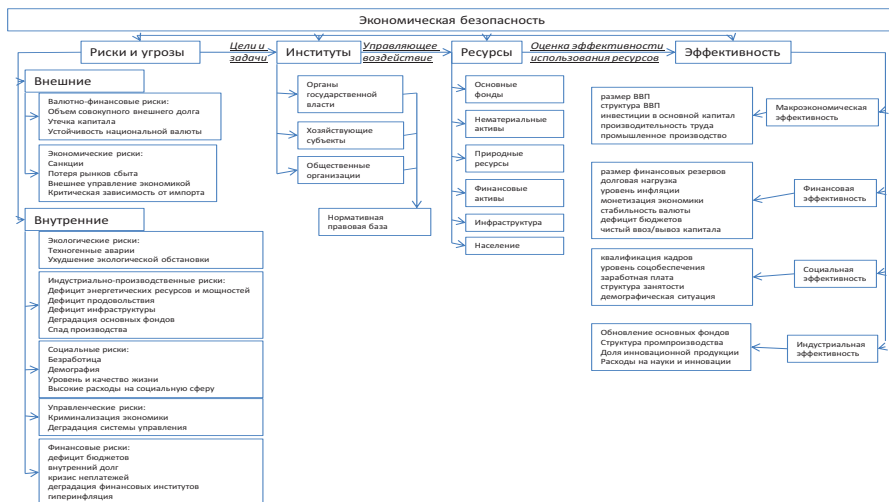 Экономическая безопасность
Риски и угрозы
Цели и
задачи
Институты
Управляющее
воздействие
Ресурсы
Оценка эффективности
использования ресурсов
Эффективность
Внешние
Валютно-финансовые риски:
Объем совокупного внешнего долга
Утечка капитала
Устойчивость национальной валюты
Экономические риски:
Санкции
Потеря рынков сбыта
Внешнее управление экономикой
Критическая зависимость от импорта
Внутренние
Экологические риски:
Техногенные аварии
Ухудшение экологической обстановки
Индустриально-производственные риски:
Дефицит энергетических ресурсов и мощностей
Дефицит продовольствия
Дефицит инфраструктуры
Деградация основных фондов
Спад производства
Социальные риски:
Безработица
Демография
Уровень и качество жизни
Высокие расходы на социальную сферу
Управленческие риски:
Криминализация экономики
Деградация системы управления
Финансовые риски:
дефицит бюджетов
внутренний долг
кризис неплатежей
деградация финансовых институтов
гиперинфляция
Органы
государственной
власти
Хозяйствующие
субъекты
Общественные
организации
Нормативная
правовая база
Основные
фонды
Нематериальные
активы
Природные
ресурсы
Финансовые
активы
Инфраструктура
Население
размер ВВП
структура ВВП
инвестиции в основной капитал
производительность труда
промышленное производство
Макроэкономическая
эффективность
размер финансовых резервов
долговая нагрузка
уровень инфляции
монетизация экономики
стабильность валюты
дефицит бюджетов
чистый ввоз/вывоз капитала
Финансовая
эффективность
квалификация кадров
уровень соцобеспечения
заработная плата
структура занятости
демографическая ситуация
Социальная
эффективность
Обновление основных фондов
Структура промпроизводства
Доля инновационной продукции
Расходы на науки и инновации
Индустриальная
эффективность